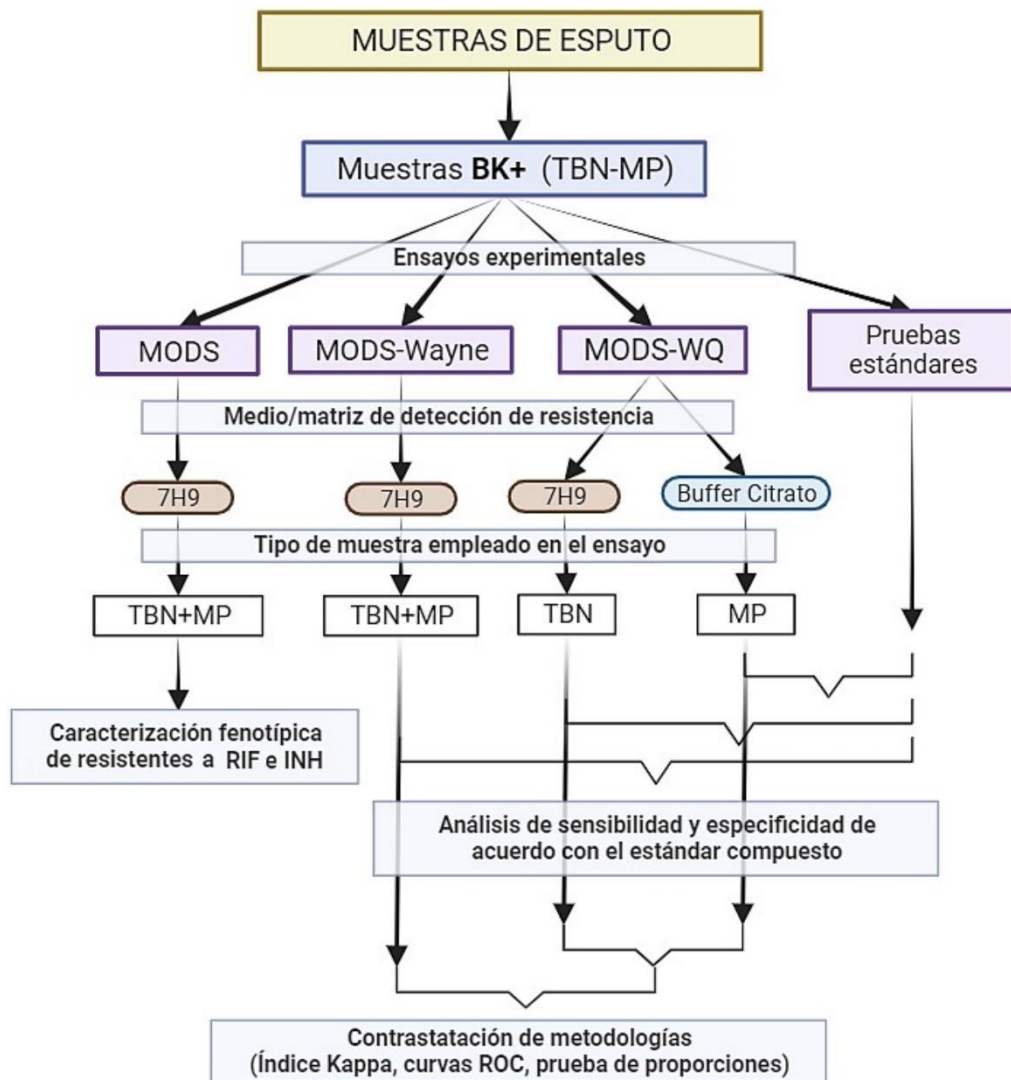 MUESTRAS DE ESPUTO
Muestras BK+ (TBN-MP)
Ensayos experimentales
MODS
MODS-Wayne
MODS-WQ
Pruebas
estándares
Medio/matriz de detección de resistencia
7H9
7H9
7H9
Buffer Citrato
Tipo de muestra empleado en el ensayo
TBN+MP
TBN+MP
TBN
MP
Caracterización fenotípica
de resistentes a RIF e INH
Análisis de sensibilidad y especificidad de
acuerdo con el estándar compuesto
Contrastatación de metodologías
(Índice Kappa, curvas ROC, prueba de proporciones)